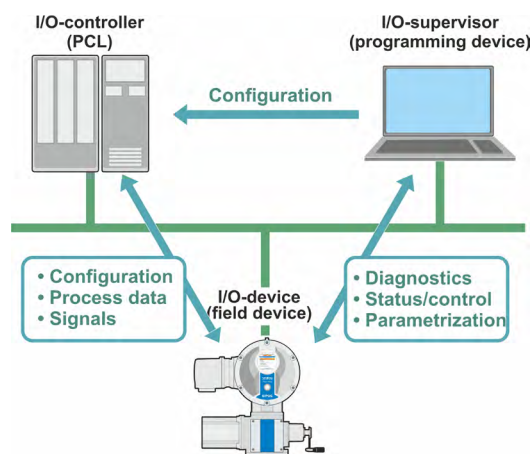 I/O-controller
(PCL)
I/O-supervisor
(programming device)
Configuration
• Configuration
• Process data
• Signals
I/O-device
(field device)
• Diagnostics
• Status/control
• Parametrization